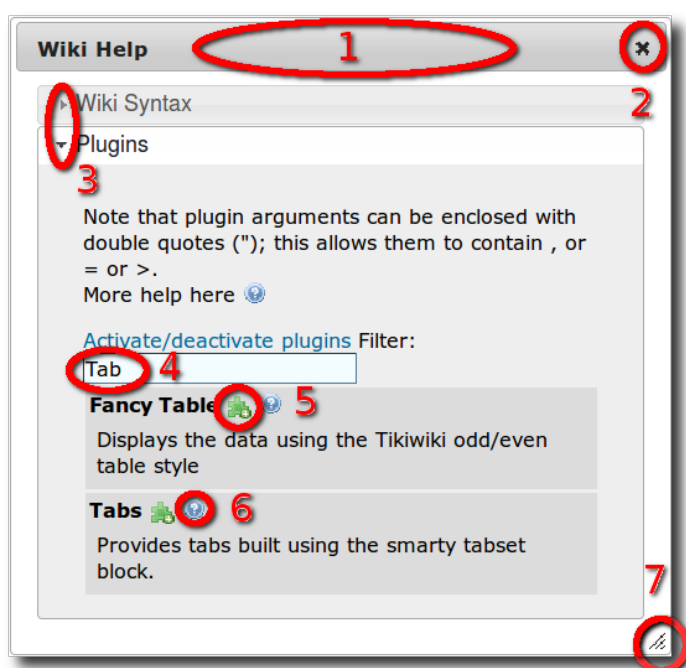 Wiki Help 1
2
Wiki Syntax
Plugins
3
Note that plugin arguments can be enclosed with
double quotes ("); this allows them to contain , or
= or >.
More help here
Activate/deactivate plugins Filter:
Tab 4
Fancy Table 5
Displays the data using the Tikiwiki odd/even
table style
Tabs 6
Provides tabs built using the smarty tabset
block.
7